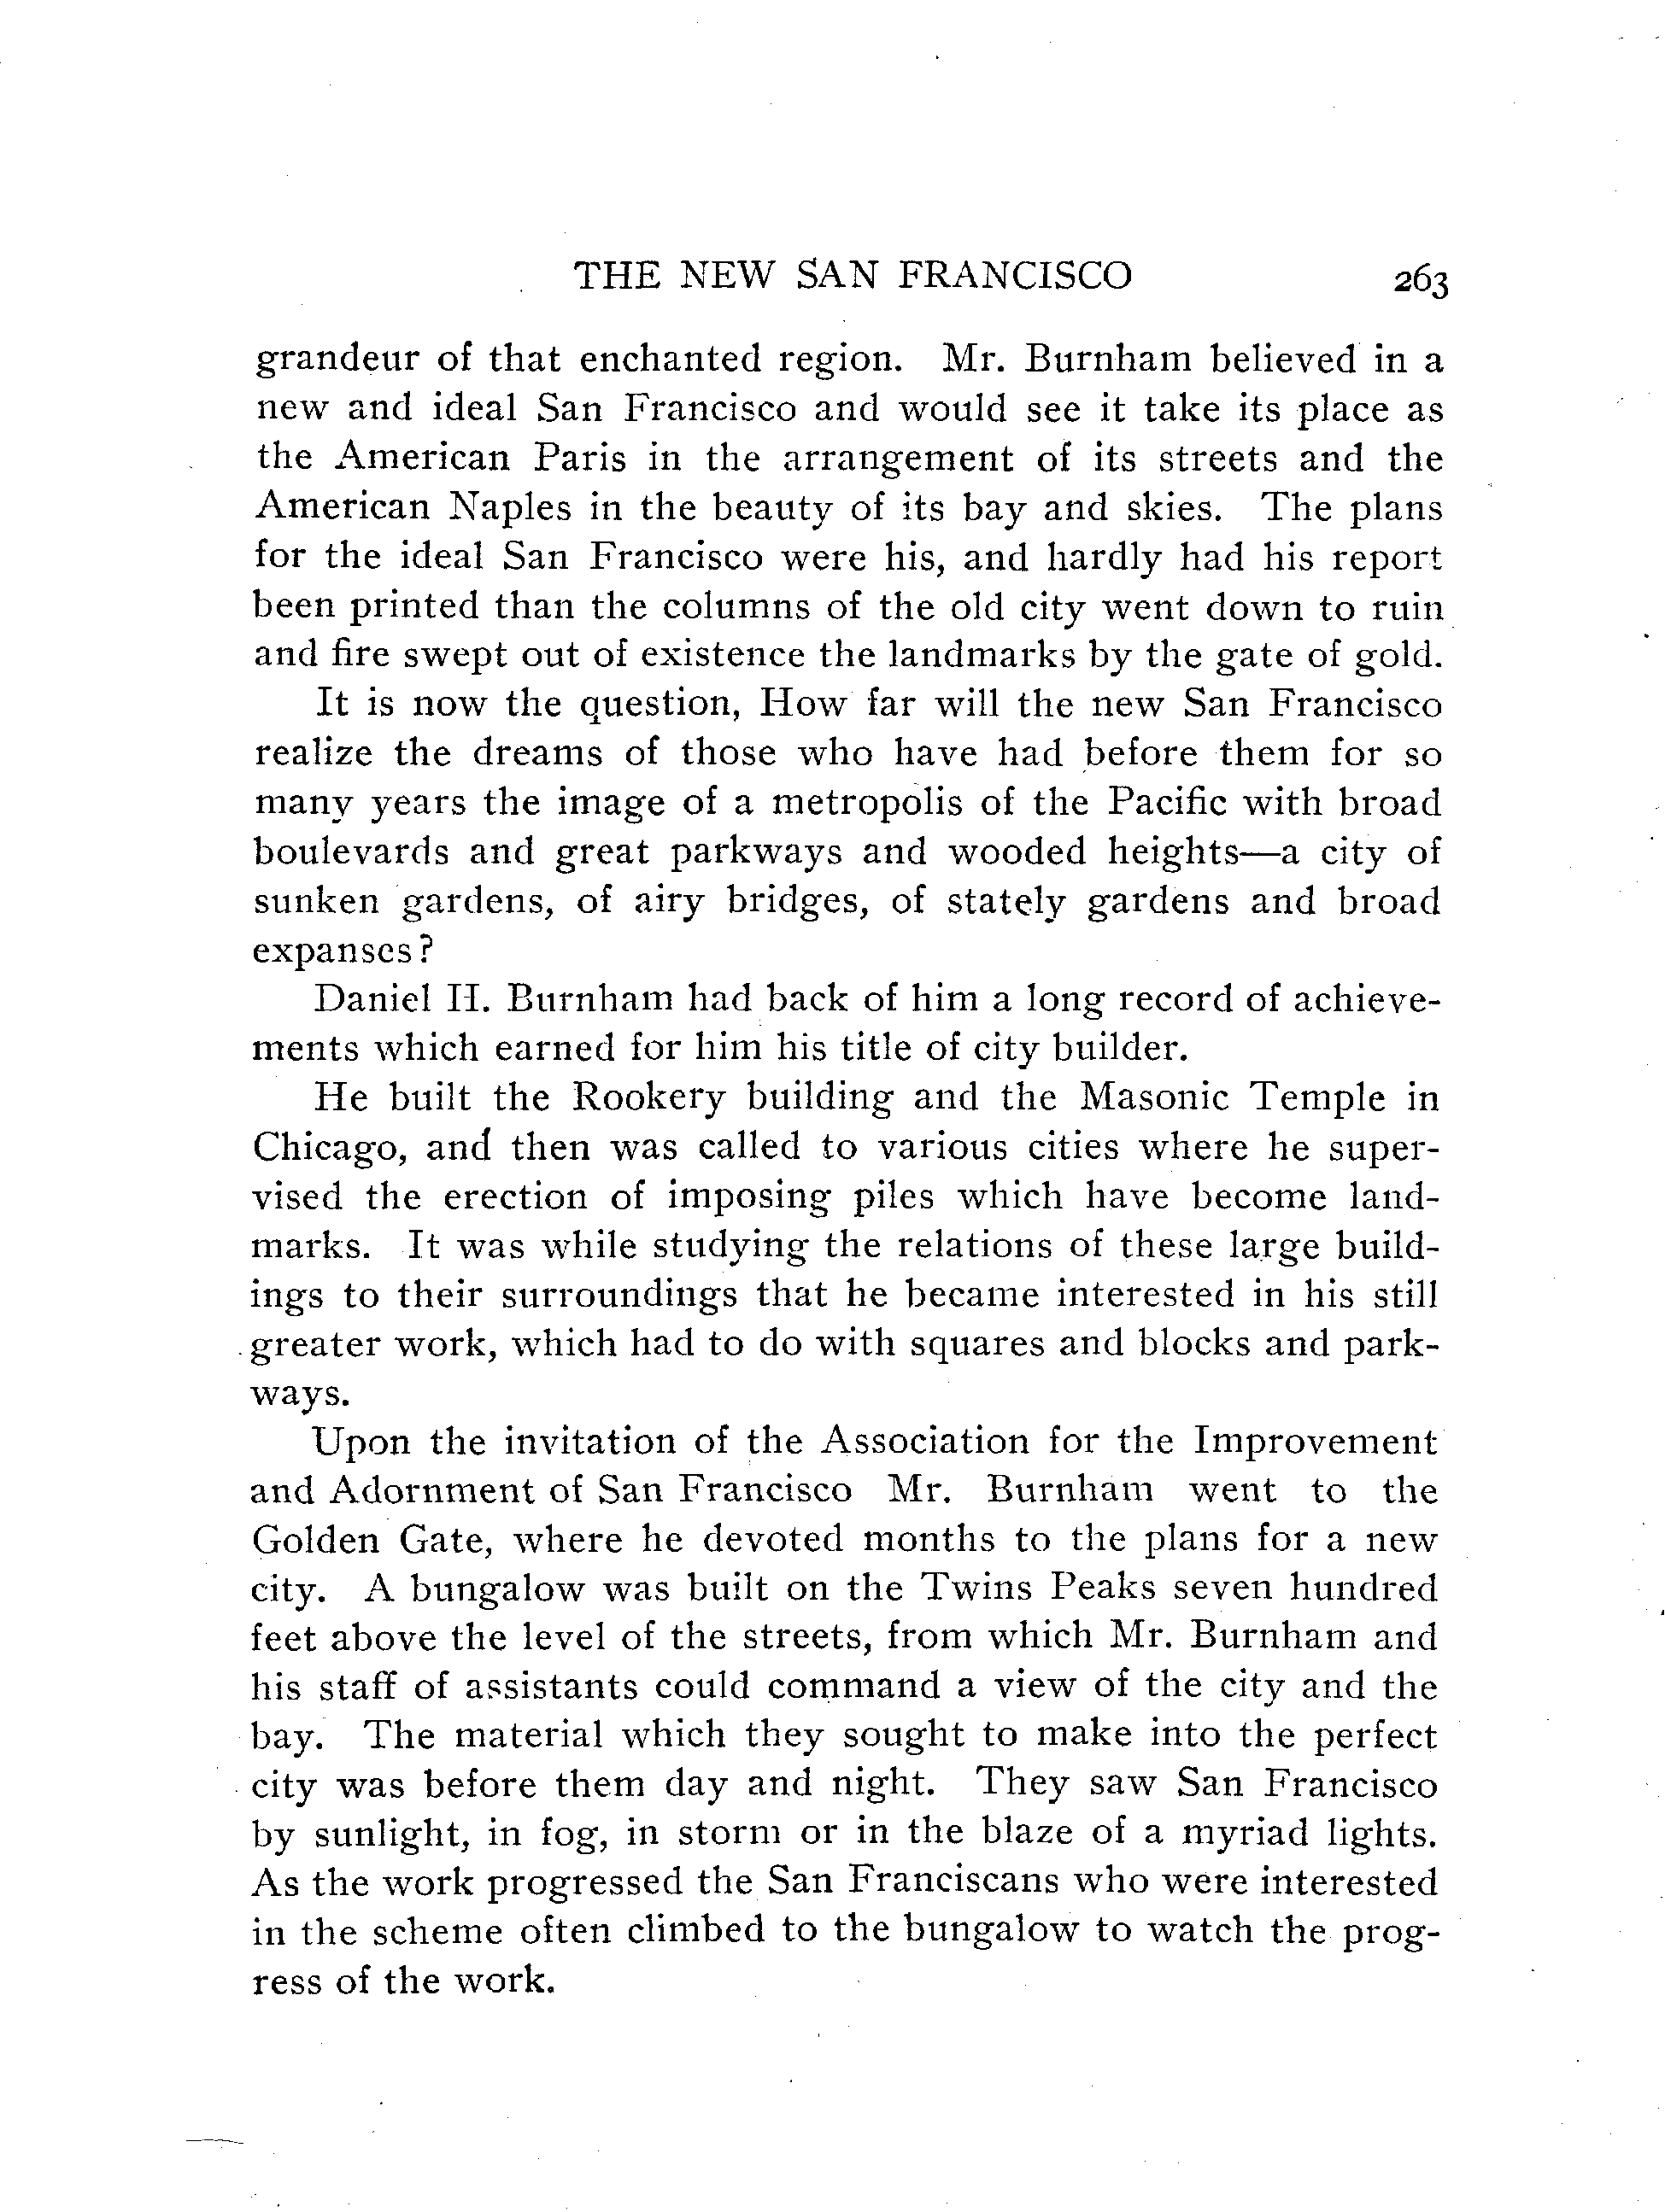 THE NEW SAN FRANCISCO 263
grandeur of that enchanted region. Mr. Burnham believed in a
new and ideal San Francisco and would see it take its place as
the American Paris in the arrangement of its streets and the
American Naples in the beauty of its bay and skies. The plans
for the ideal San Francisco were his, and hardly had his report
been printed than the columns of the old city went down to ruin
and fire swept out of existence the landmarks by the gate of gold.
It is now the question, How far will the new San Francisco
realize the dreams of those who have had before them for so
many years the image of a metropolis of the Pacific with broad
boulevards and great parkways and wooded heights—a city of
sunken gardens, of airy bridges, of stately gardens and broad
expanses?
Daniel H. Burnham had back of him a long record of achieve-
ments which earned for him his title of city builder.
He built the Rookery building and the Masonic Temple in
Chicago, and then was called to various cities where he super-
vised the erection of imposing piles which have become land-
marks. It was while studying the relations of these large build-
ings to their surroundings that he became interested in his still
greater work, which had to do with squares and blocks and park-
ways.
Upon the invitation of the Association for the Improvement
and Adornment of San Francisco Mr. Burnham went to the
Golden Gate, where he devoted months to the plans for a new
city. A bungalow was built on the Twins Peaks seven hundred
feet above the level of the streets, from which Mr. Burnham and
his staff of assistants could command a view of the city and the
bay. The material which they sought to make into the perfect
city was before them day and night. They saw San Francisco
by sunlight, in fog, in storm or in the blaze of a myriad lights.
As the work progressed the San Franciscans who were interested
in the scheme often climbed to the bungalow to watch the prog-
ress of the work.